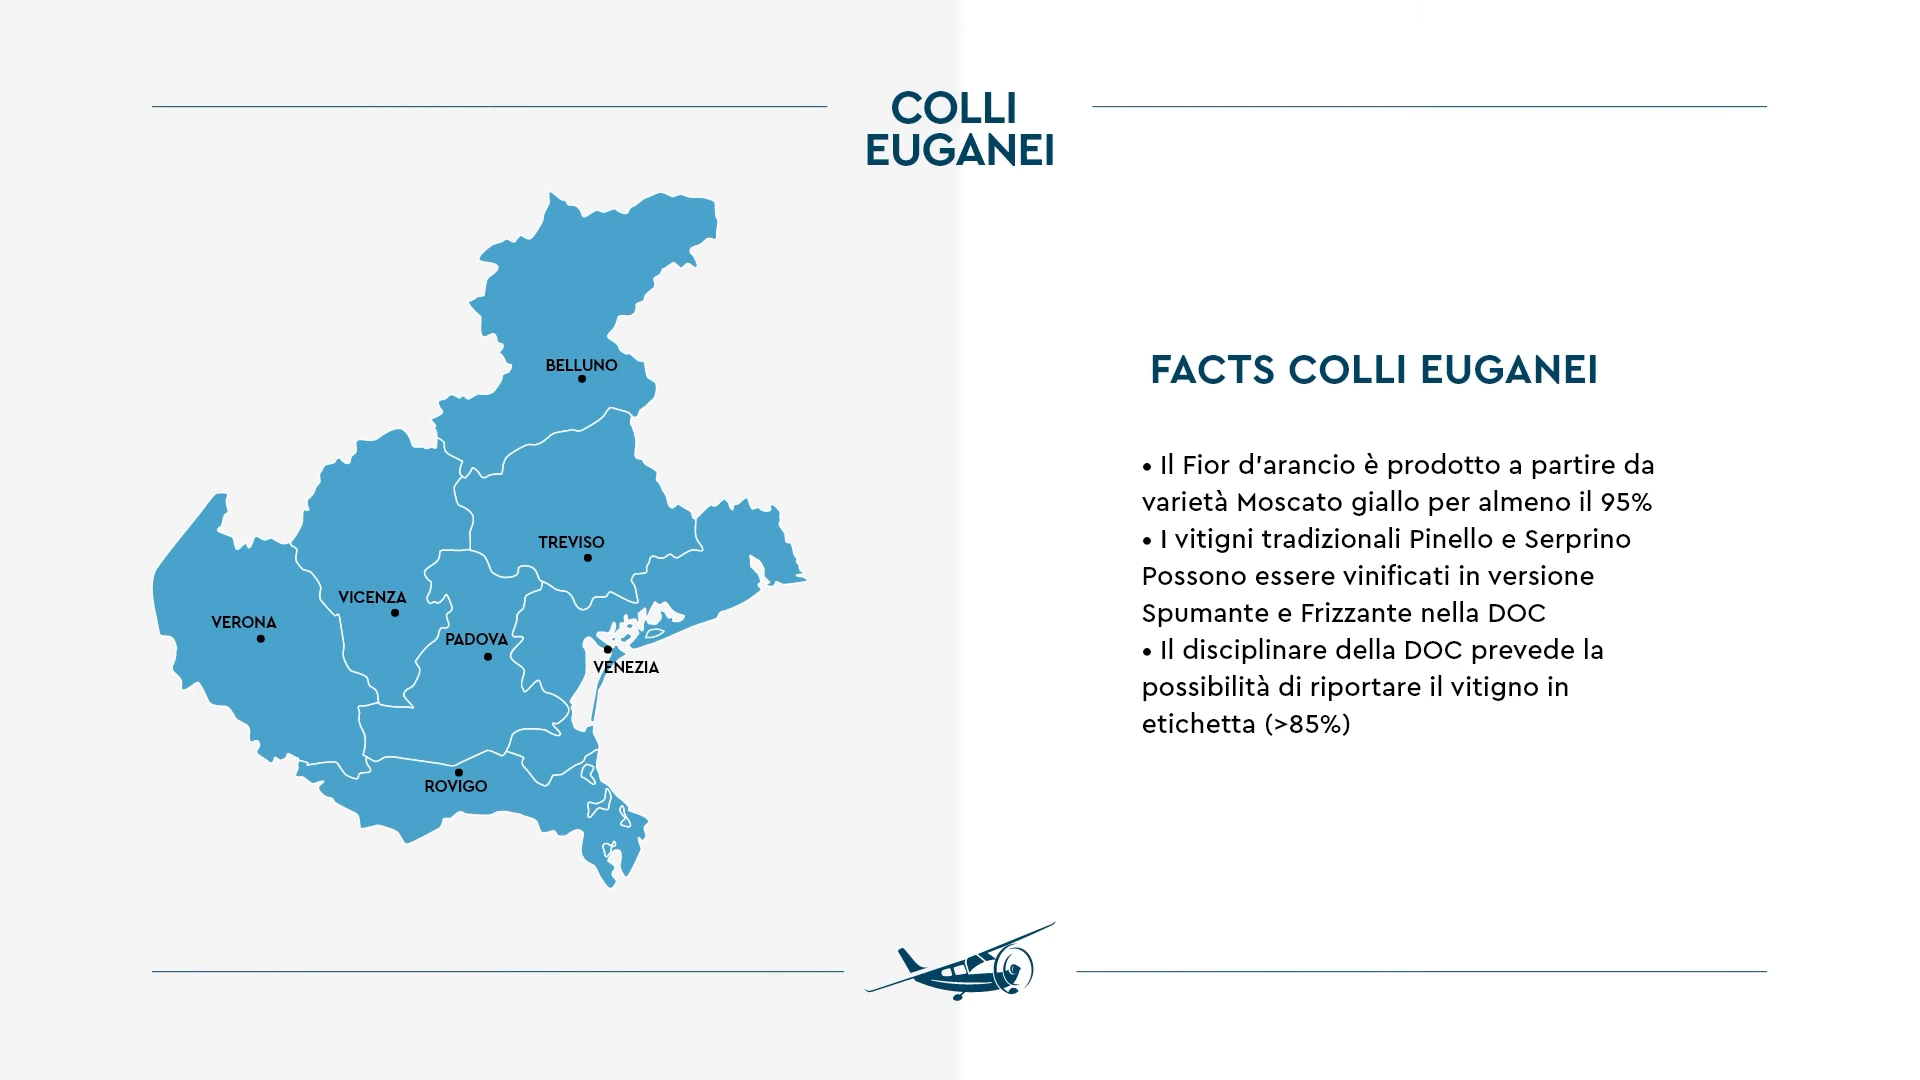 COLLI
EUGANEI
BELLUNO
TREVISO
VICENZA
VERONA
PADOVA
VENEZIA
ROVIGO
FACTS COLLI EUGANEI
• Il Fior d'arancio è prodotto a partire da
varietà Moscato giallo per almeno il 95%
• I vitigni tradizionali Pinello e Serprino
Possono essere vinificati in versione
Spumante e Frizzante nella DOC
• Il disciplinare della DOC prevede la
possibilità di riportare il vitigno in
etichetta (>85%)